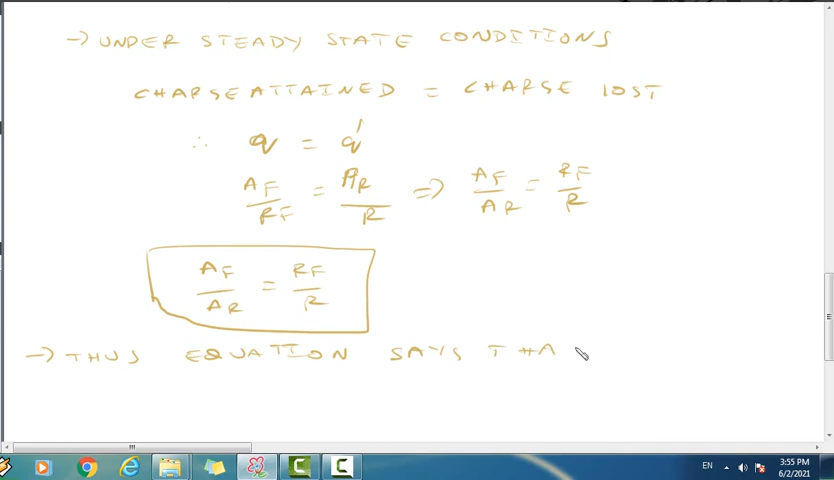 → UNDER STEADY STATE CONDITIONS
CHARGE ATTAINED = CHARGE LOST
∴ q = q'
AF/RF = AR/R ⇒ AF/AR = RF/R
AF/AR = RF/R
→ THUS EQUATION SAYS THA
EN 3:55 PM
6/2/2021